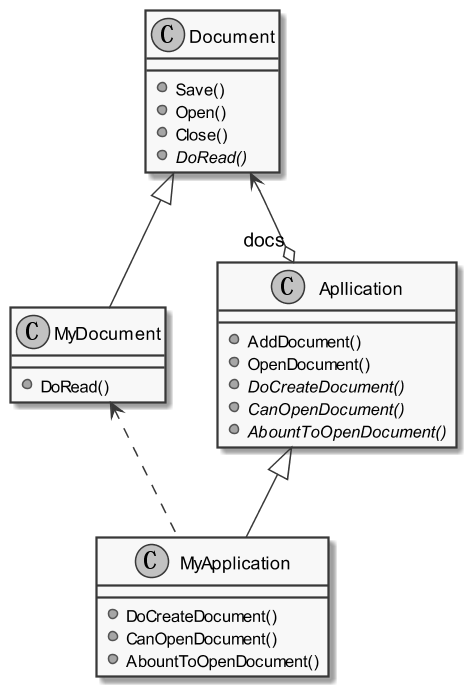 C Document
Save()
Open()
Close()
DoRead()
docs
C MyDocument
DoRead()
C Apllication
AddDocument()
OpenDocument()
DoCreateDocument()
CanOpenDocument()
AbountToOpenDocument()
C MyApplication
DoCreateDocument()
CanOpenDocument()
AbountToOpenDocument()